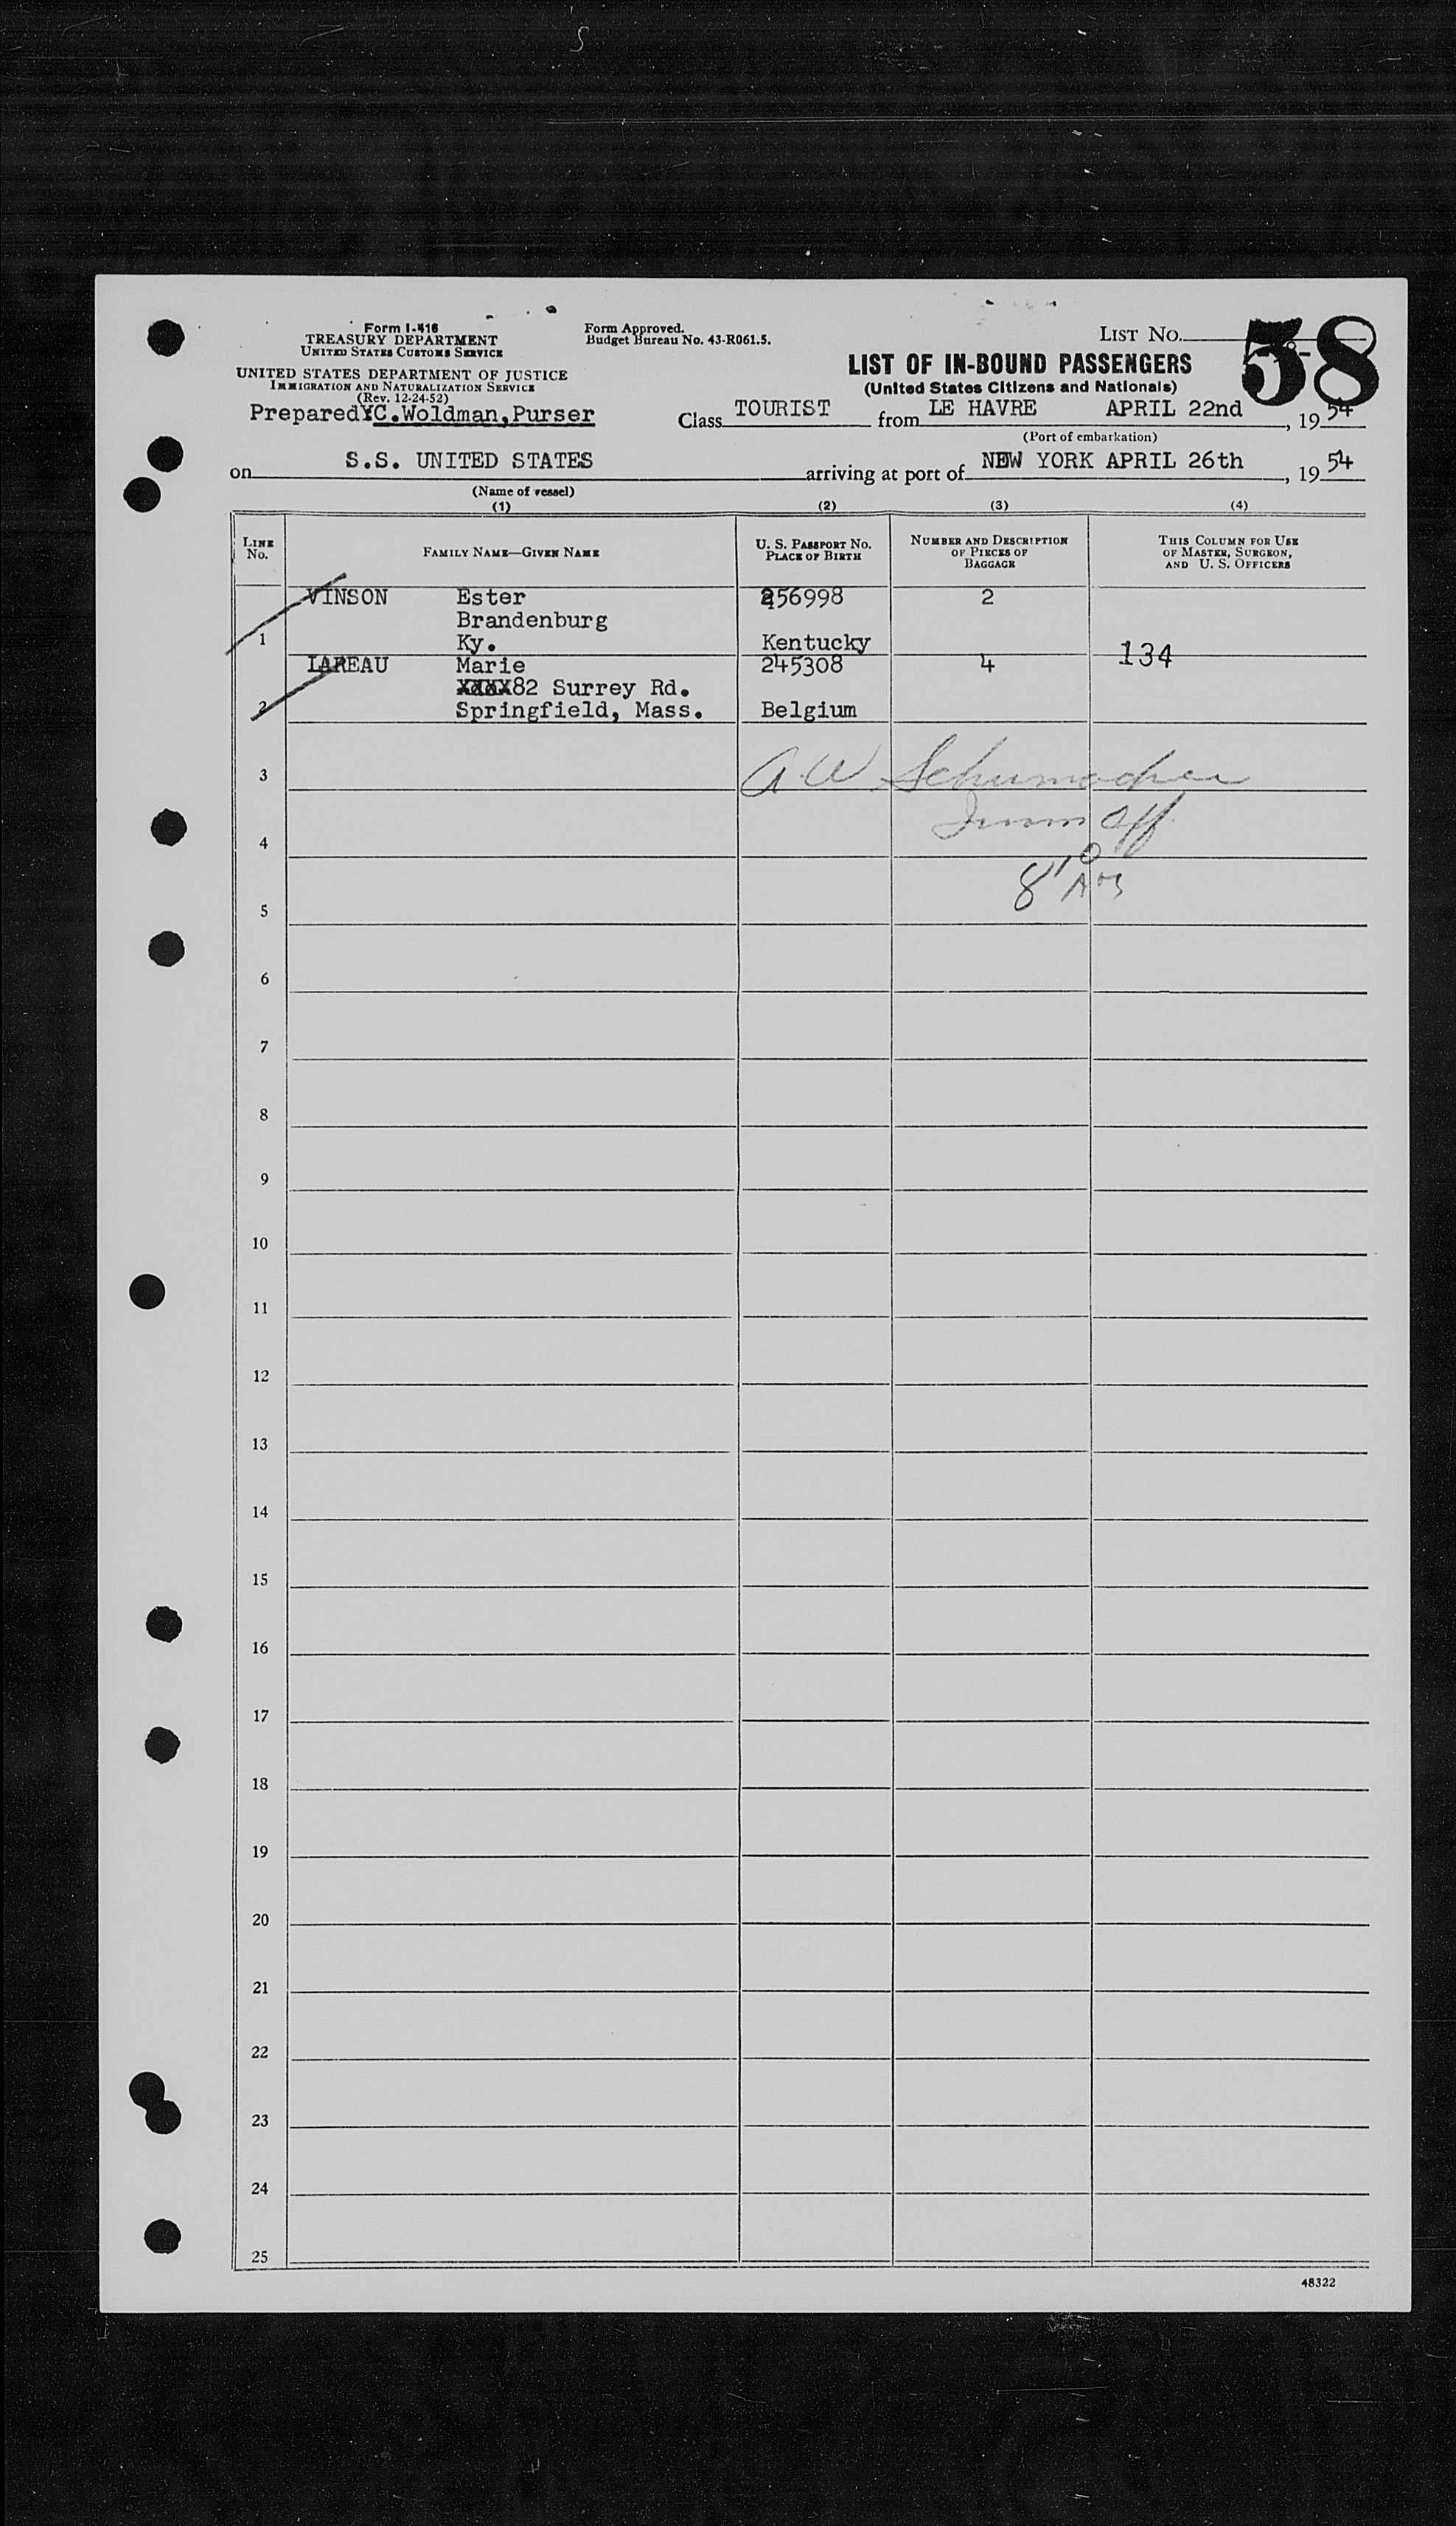 Form I-416
TREASURY DEPARTMENT
UNITED STATES CUSTOMS SERVICE
UNITED STATES DEPARTMENT OF JUSTICE
IMMIGRATION AND NATURALIZATION SERVICE
(Rev. 12-24-52)
Form Approved.
Budget Bureau No. 43-R061.5.
LIST No. 58
LIST OF IN-BOUND PASSENGERS
(United States Citizens and Nationals)
PreparedYC.Woldman,Purser Class TOURIST from LE HAVRE APRIL 22nd, 1954
(Port of embarkation)
on S.S. UNITED STATES arriving at port of NEW YORK APRIL 26th, 1954
(Name of vessel)
(1) (2) (3) (4)
LINE No. FAMILY NAME—GIVEN NAME U. S. PASSPORT No. PLACE OF BIRTH NUMBER AND DESCRIPTION OF PIECES OF BAGGAGE THIS COLUMN FOR USE OF MASTER, SURGEON, AND U. S. OFFICERS
VINSON Ester 256998 2
Brandenburg
1 Ky. Kentucky
LAREAU Marie 245308 4 134
82 Surrey Rd.
2 Springfield, Mass. Belgium
3 A W Schumacher
4 Imm Off
5 8'10
6
7
8
9
10
11
12
13
14
15
16
17
18
19
20
21
22
23
24
25
48322